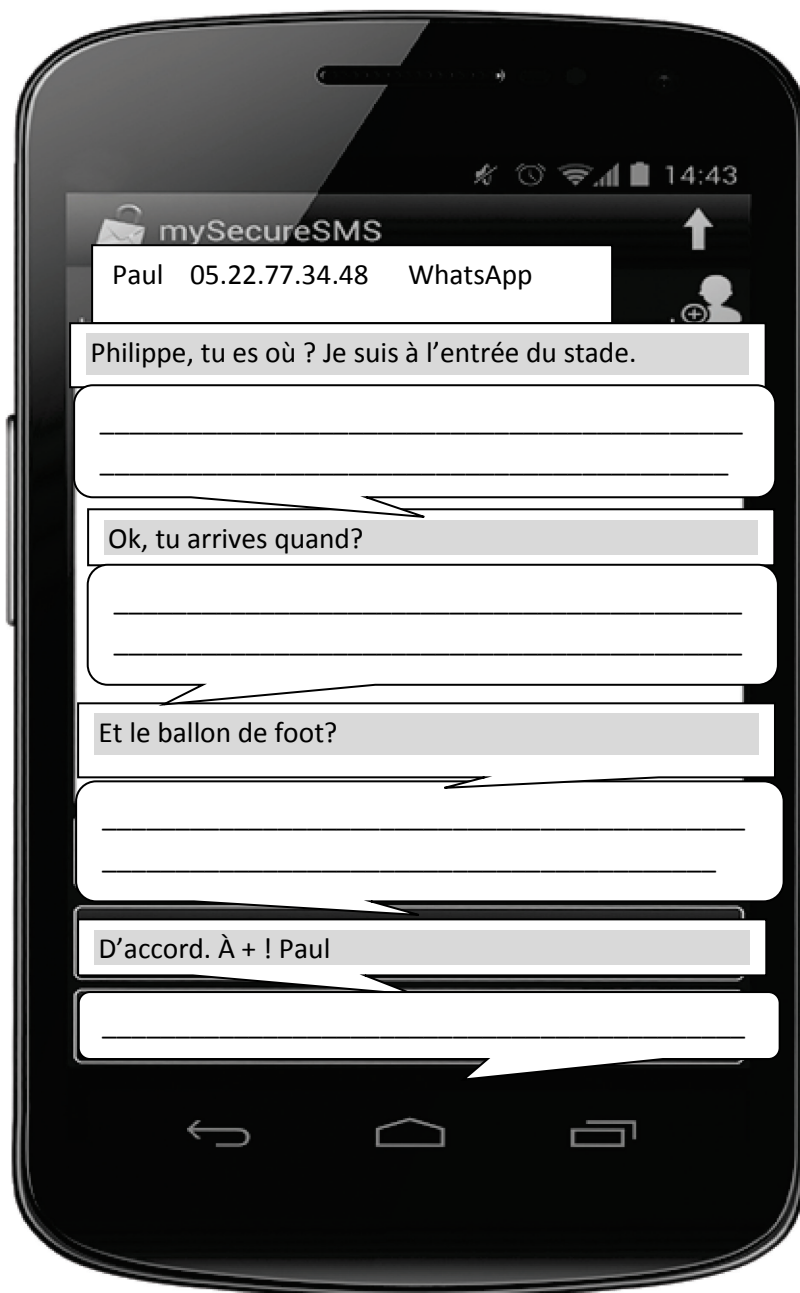 14:43
mySecureSMS
Paul 05.22.77.34.48 WhatsApp
Philippe, tu es où ? Je suis à l’entrée du stade.
Ok, tu arrives quand?
Et le ballon de foot?
D’accord. À + ! Paul